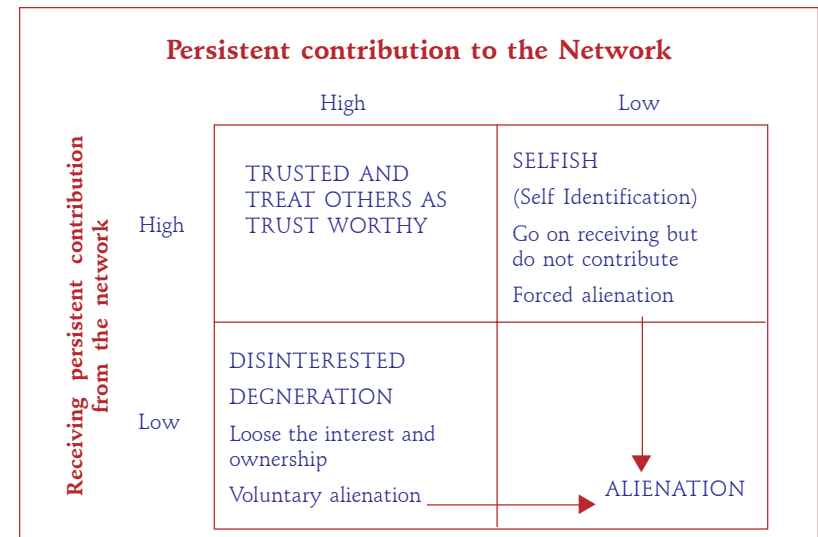 Persistent contribution to the Network
High
Low
Receiving persistent contribution
from the network
High
TRUSTED AND
TREAT OTHERS AS
TRUST WORTHY
SELFISH
(Self Identification)
Go on receiving but
do not contribute
Forced alienation
Low
DISINTERESTED
DEGNERATION
Loose the interest and
ownership
Voluntary alienation
ALIENATION